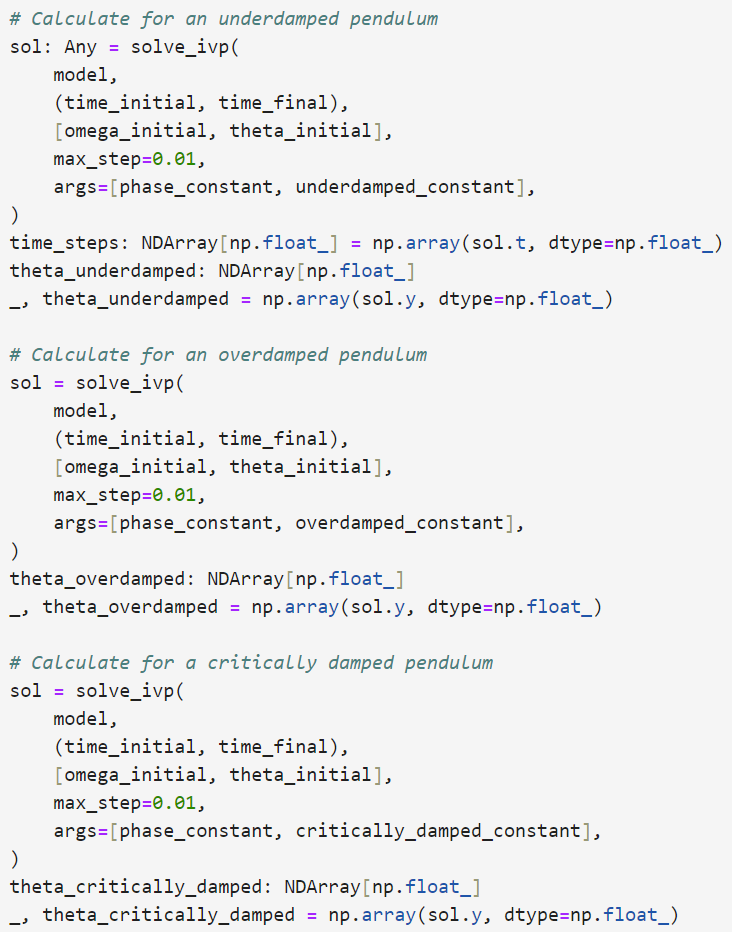 # Calculate for an underdamped pendulum
sol: Any = solve_ivp(
    model,
    (time_initial, time_final),
    [omega_initial, theta_initial],
    max_step=0.01,
    args=[phase_constant, underdamped_constant],
)
time_steps: NDArray[np.float_] = np.array(sol.t, dtype=np.float_)
theta_underdamped: NDArray[np.float_]
_, theta_underdamped = np.array(sol.y, dtype=np.float_)

# Calculate for an overdamped pendulum
sol = solve_ivp(
    model,
    (time_initial, time_final),
    [omega_initial, theta_initial],
    max_step=0.01,
    args=[phase_constant, overdamped_constant],
)
theta_overdamped: NDArray[np.float_]
_, theta_overdamped = np.array(sol.y, dtype=np.float_)

# Calculate for a critically damped pendulum
sol = solve_ivp(
    model,
    (time_initial, time_final),
    [omega_initial, theta_initial],
    max_step=0.01,
    args=[phase_constant, critically_damped_constant],
)
theta_critically_damped: NDArray[np.float_]
_, theta_critically_damped = np.array(sol.y, dtype=np.float_)